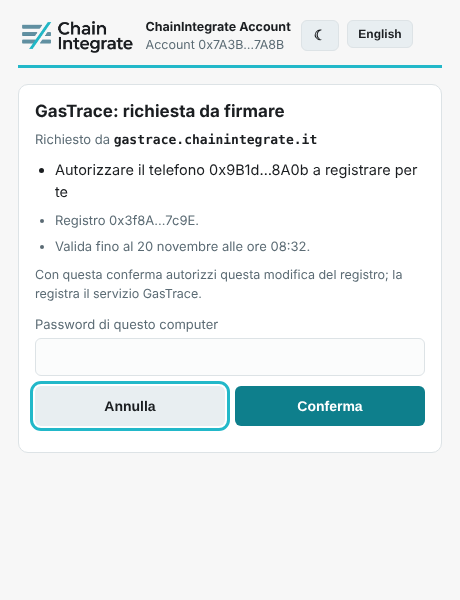 Chain
Integrate
ChainIntegrate Account
Account 0x7A3B...7A8B
English
GasTrace: richiesta da firmare
Richiesto da gastrace.chainintegrate.it
Autorizzare il telefono 0x9B1d...8A0b a registrare per
te
Registro 0x3f8A...7c9E.
Valida fino al 20 novembre alle ore 08:32.
Con questa conferma autorizzi questa modifica del registro; la
registra il servizio GasTrace.
Password di questo computer
Annulla
Conferma